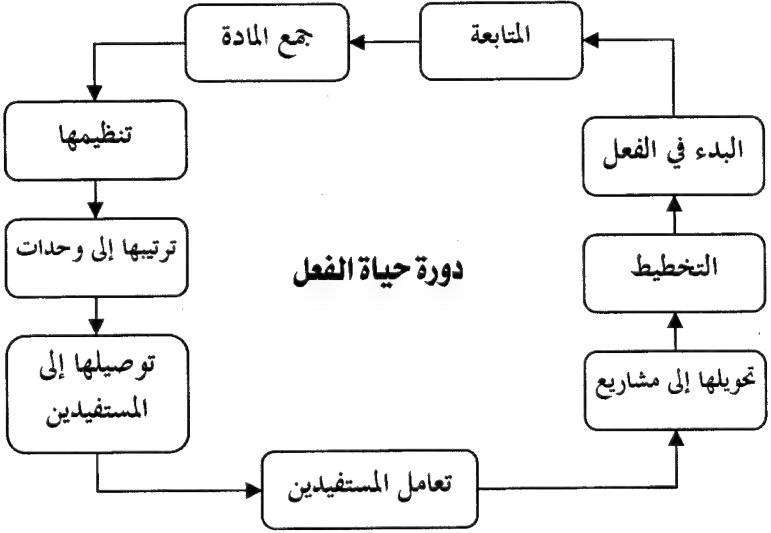 المتابعة
جمع المادة
تنظيمها
البدء في الفعل
ترتيبها إلى وحدات
دورة حياة الفعل
التخطيط
توصيلها إلى
المستفيدين
تحويلها إلى مشاريع
تعامل المستفيدين